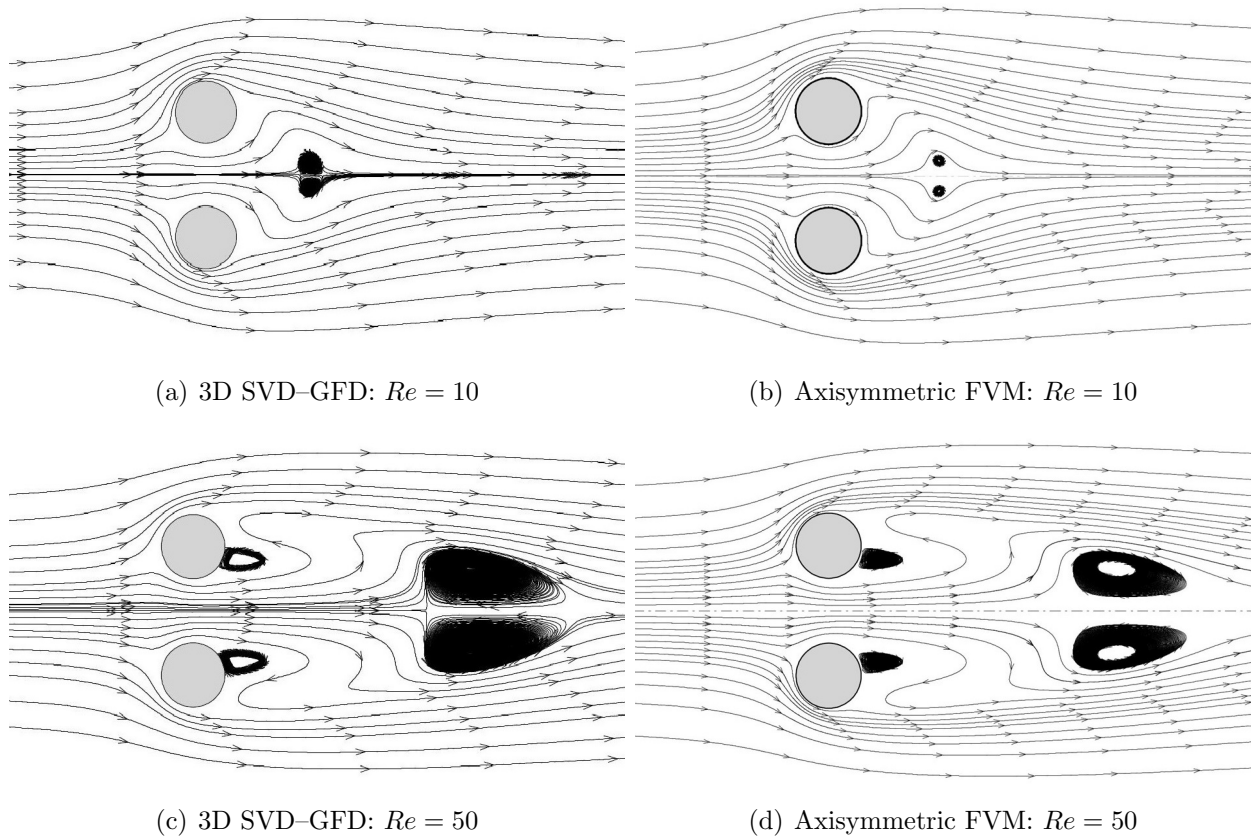 (a) 3D SVD–GFD: Re = 10
(b) Axisymmetric FVM: Re = 10
(c) 3D SVD–GFD: Re = 50
(d) Axisymmetric FVM: Re = 50